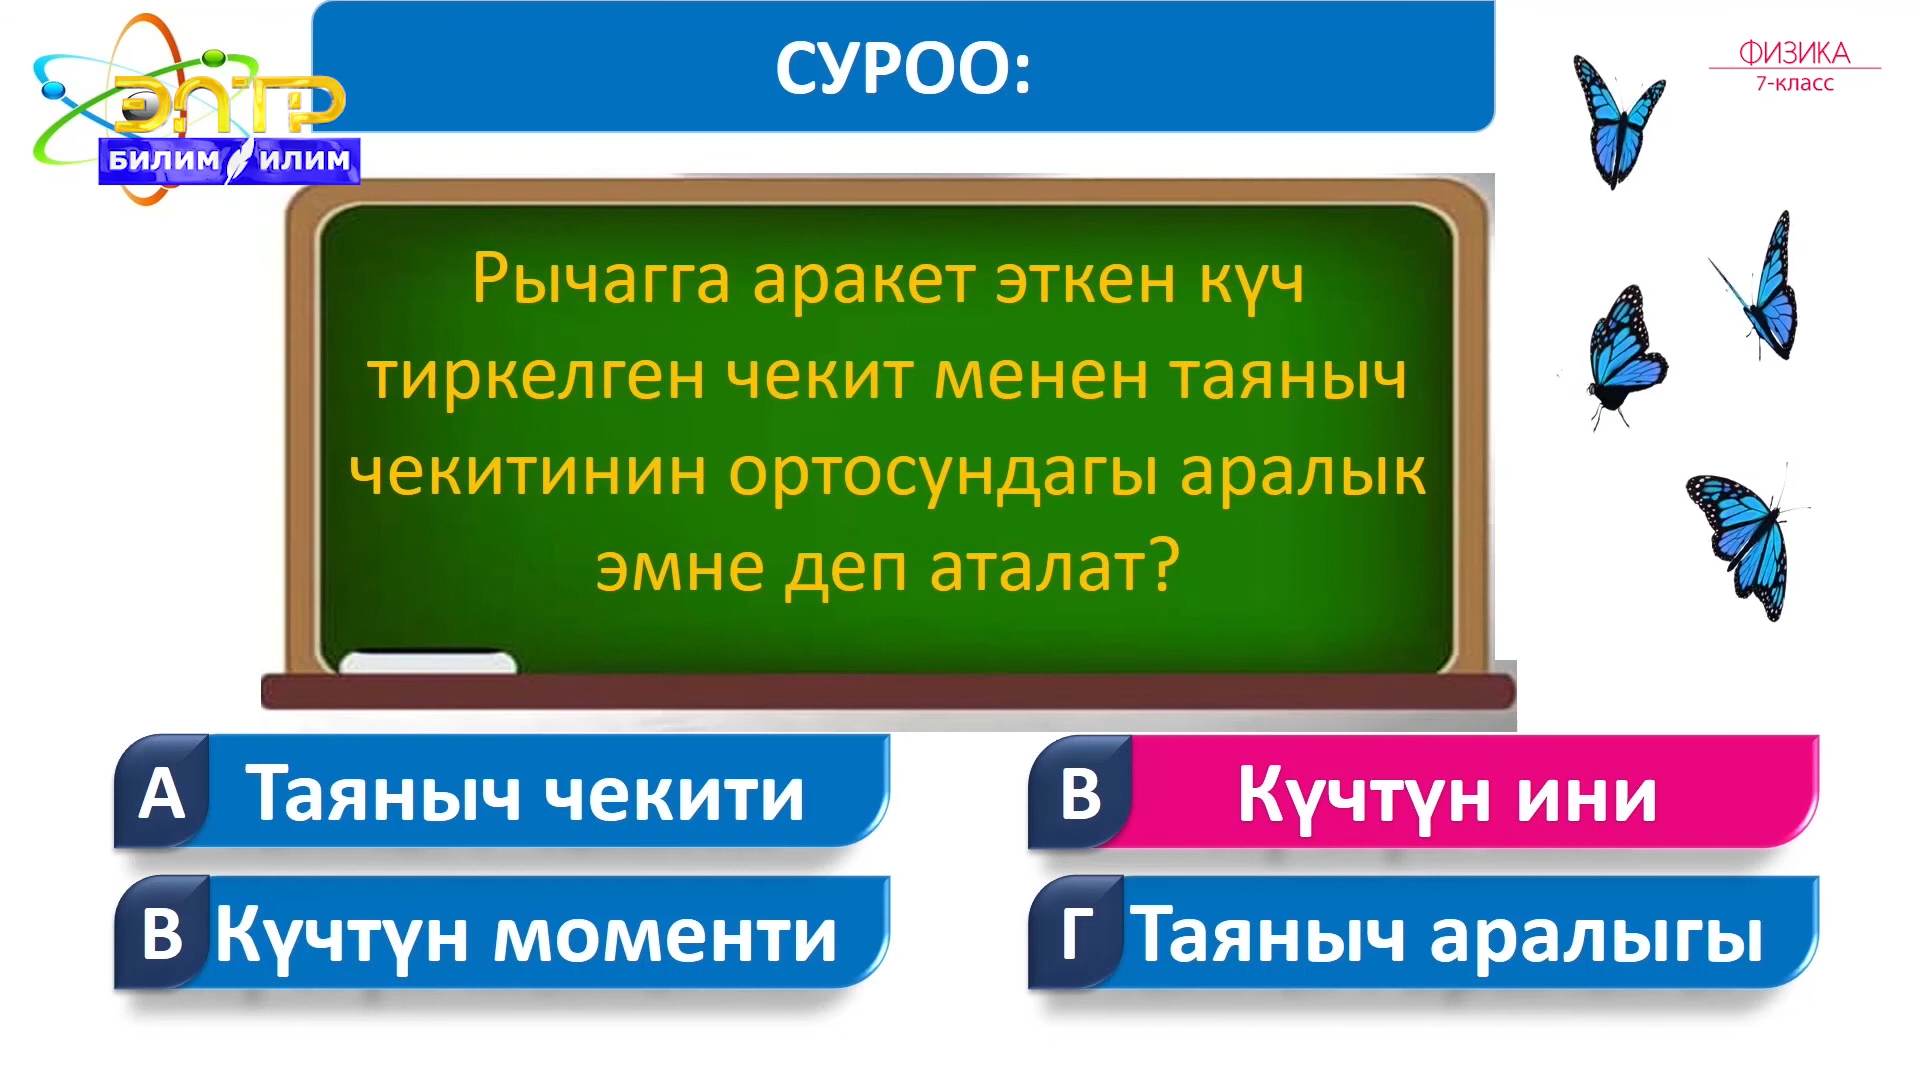 СУРОО:
ФИЗИКА
7-класс
ЭЛТР
БИЛИМ ИЛИМ
Рычагга аракет эткен күч
тиркелген чекит менен таяныч
чекитинин ортосундагы аралык
эмне деп аталат?
А Таяныч чекити
В Күчтүн ини
В Күчтүн моменти
Г Таяныч аралыгы